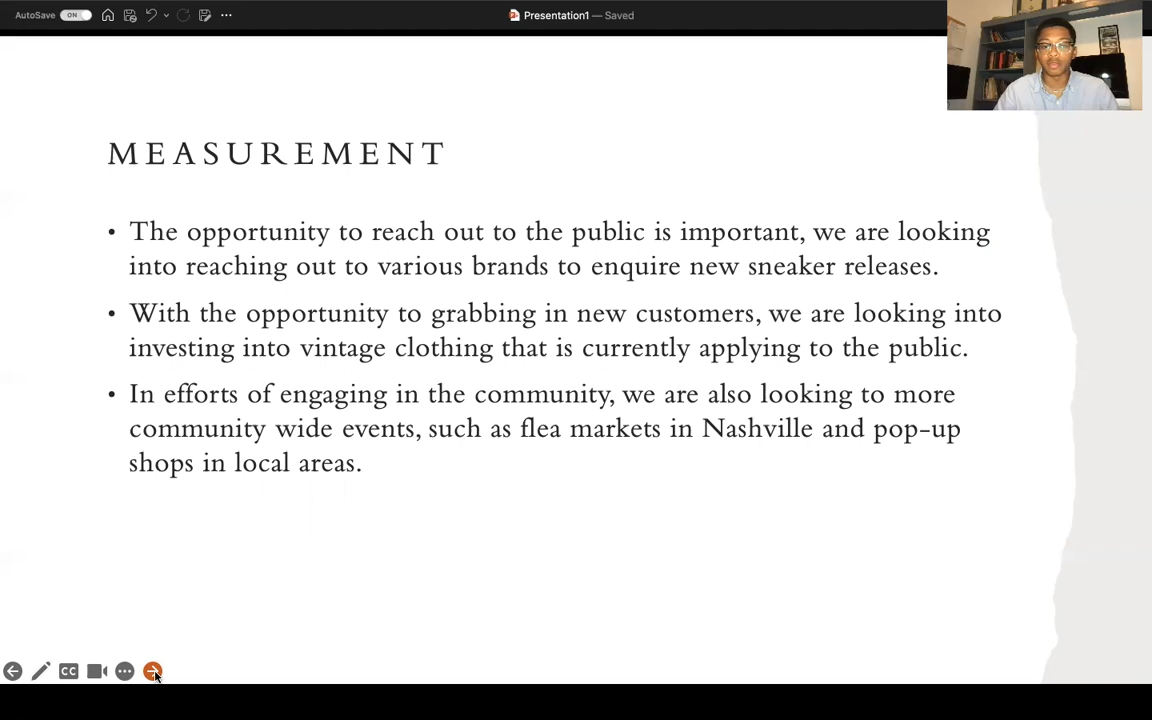 AutoSave ON
Presentation1 — Saved
MEASUREMENT
• The opportunity to reach out to the public is important, we are looking
into reaching out to various brands to enquire new sneaker releases.
• With the opportunity to grabbing in new customers, we are looking into
investing into vintage clothing that is currently applying to the public.
• In efforts of engaging in the community, we are also looking to more
community wide events, such as flea markets in Nashville and pop-up
shops in local areas.
CC